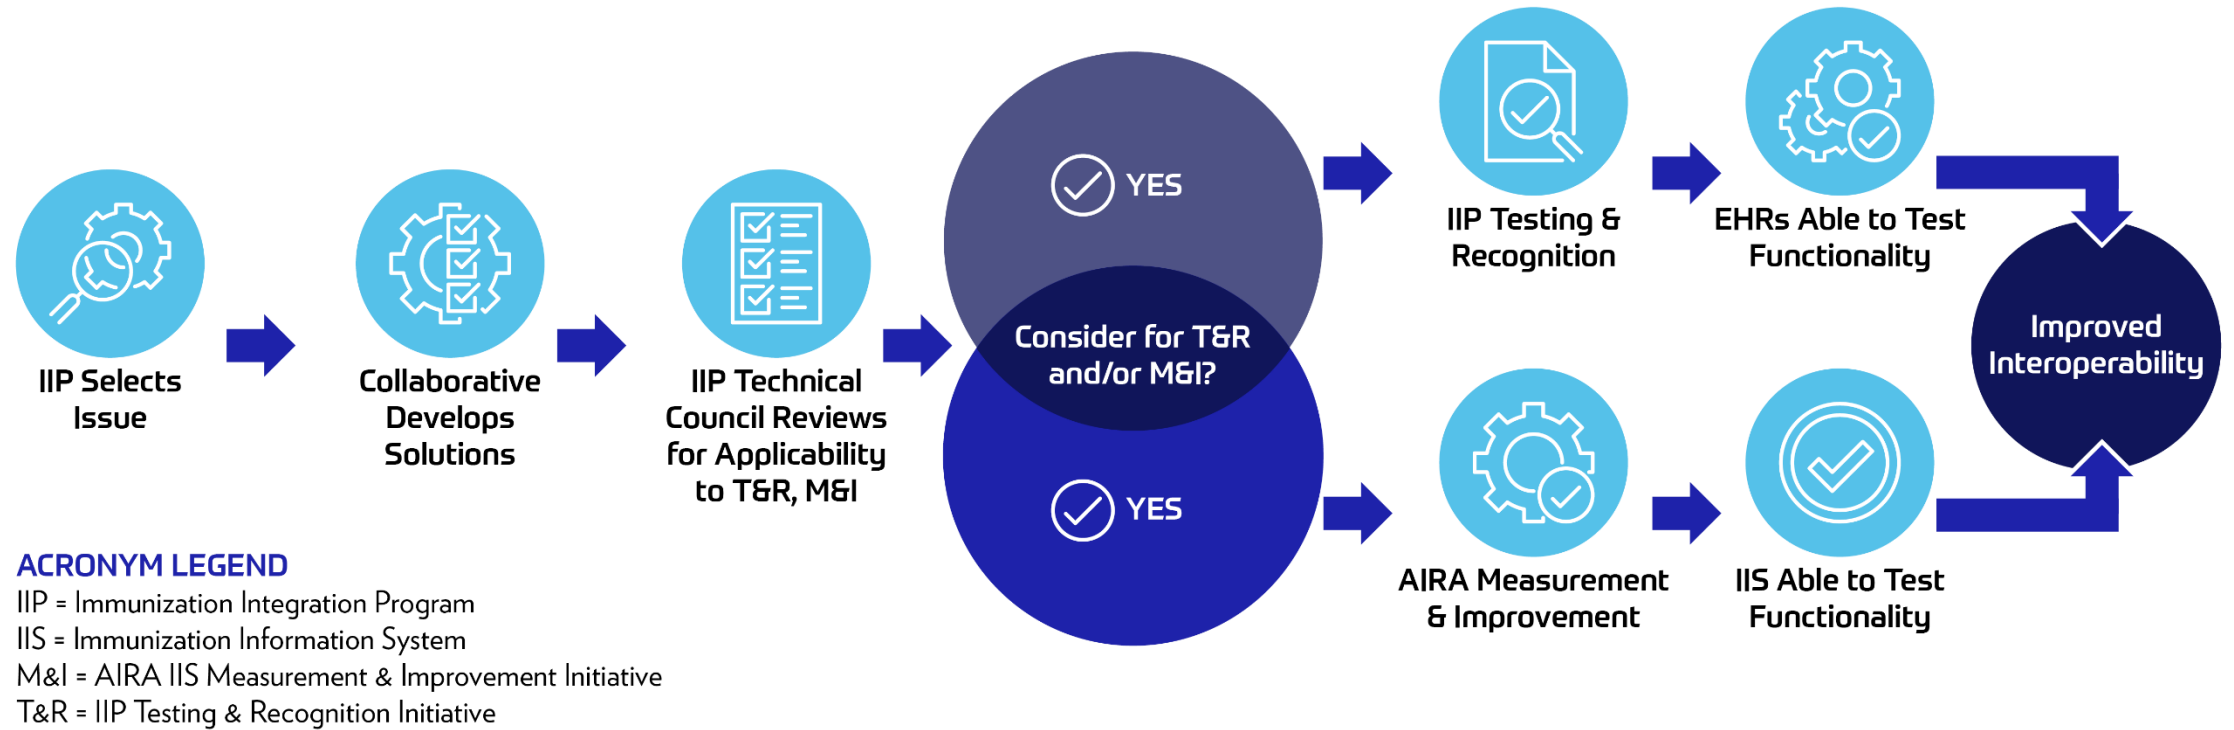 IIP Selects
Issue
Collaborative
Develops
Solutions
IIP Technical
Council Reviews
for Applicability
to T&R, M&I
YES
Consider for T&R
and/or M&I?
YES
IIP Testing &
Recognition
EHRs Able to Test
Functionality
AIRA Measurement
& Improvement
IIS Able to Test
Functionality
Improved
Interoperability
ACRONYM LEGEND
IIP = Immunization Integration Program
IIS = Immunization Information System
M&I = AIRA IIS Measurement & Improvement Initiative
T&R = IIP Testing & Recognition Initiative